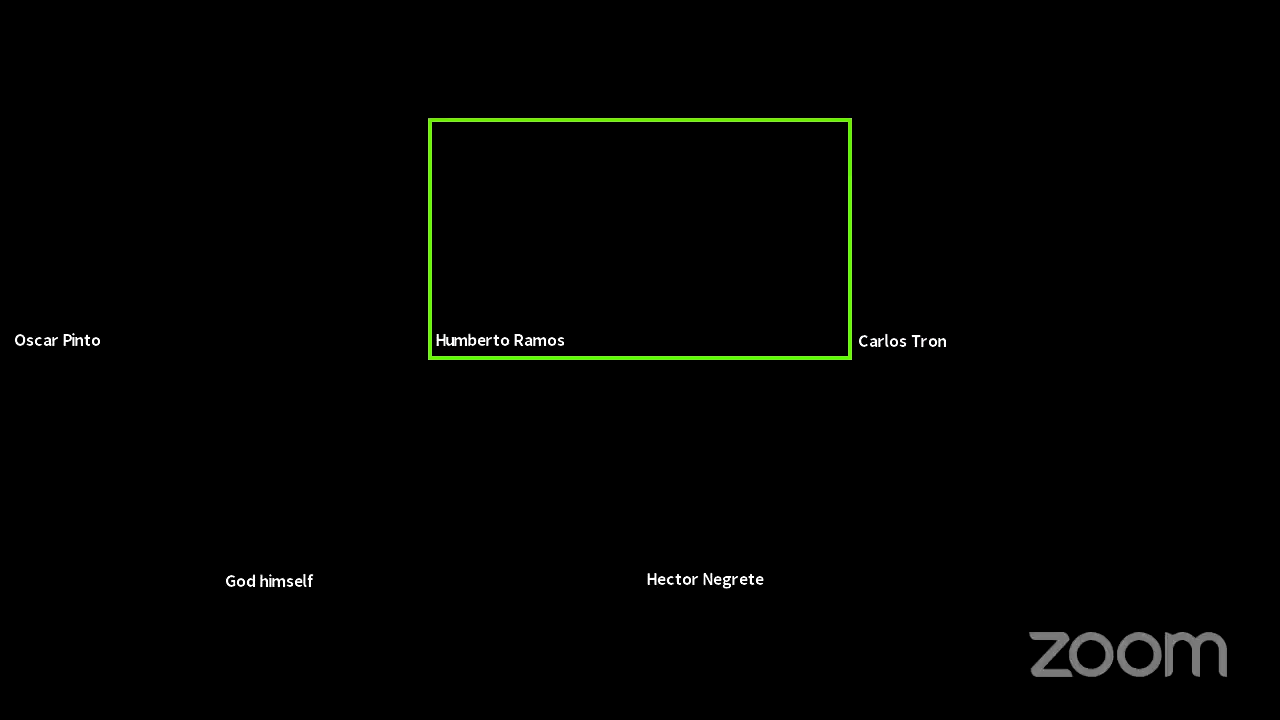 Oscar Pinto
Humberto Ramos
Carlos Tron
God himself
Hector Negrete
zoom